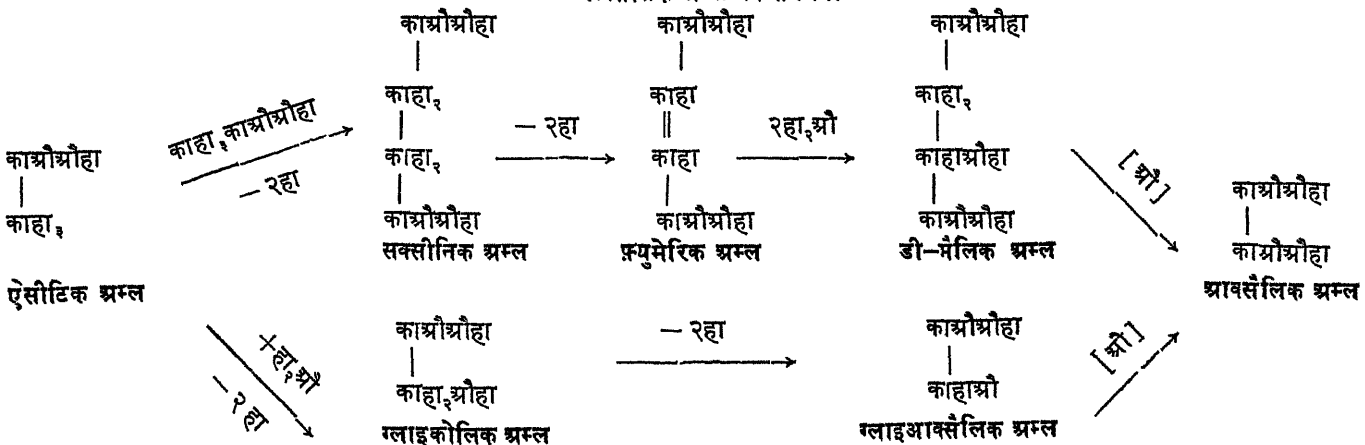 काऔऔहा
काहा₃
ऐसीटिक अम्ल
काहा₃काऔऔहा
— २हा
काऔऔहा
काहा₂
काहा₂
काऔऔहा
सक्सीनिक अम्ल
— २हा
काऔऔहा
काहा
काहा
काऔऔहा
फ़्युमेरिक अम्ल
२हा₂औ
काऔऔहा
काहा₂
काहाऔहा
काऔऔहा
डी—मैलिक अम्ल
[औ]
काऔऔहा
काऔऔहा
आक्सैलिक अम्ल
+हा₂औ
— २हा
काऔऔहा
काहा₂औहा
ग्लाइकोलिक अम्ल
— २हा
काऔऔहा
काहाऔ
ग्लाइआक्सैलिक अम्ल
[औ]